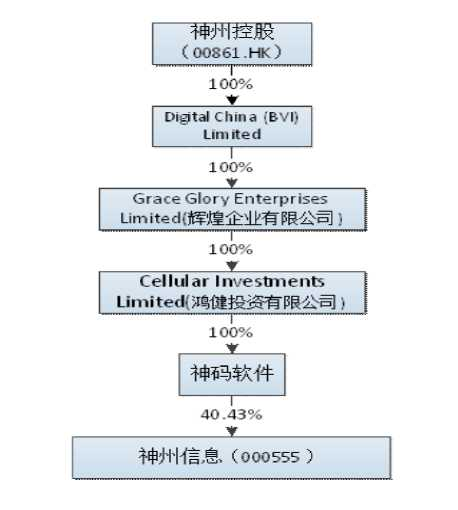 神州控股
（00861.HK）
100%
Digital China (BVI)
Limited
100%
Grace Glory Enterprises
Limited(辉煌企业有限公司)
100%
Cellular Investments
Limited(鸿健投资有限公司)
100%
神码软件
40.43%
神州信息（000555）